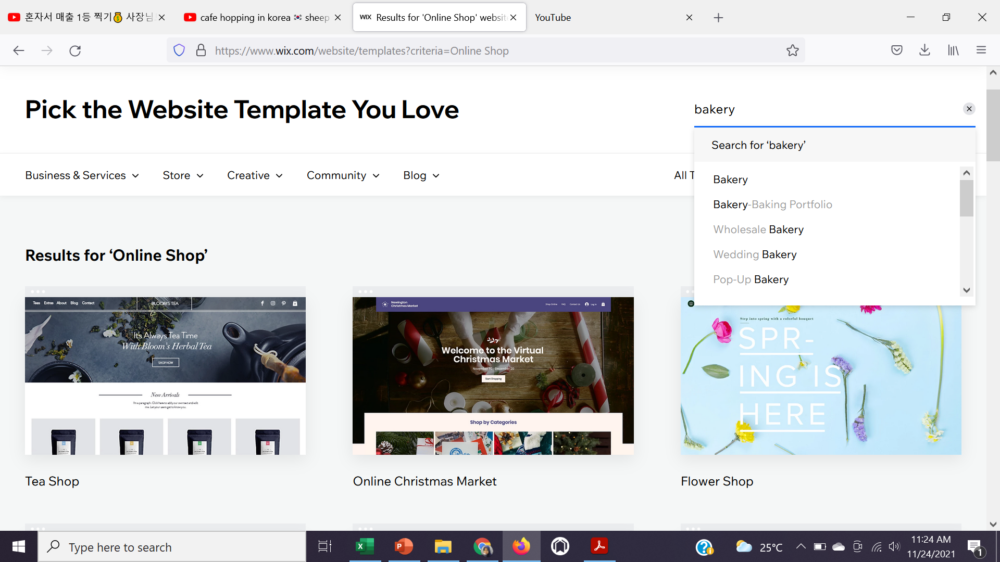 혼자서 매출 1등 찍기💰 사장님
cafe hopping in korea 🇰🇷 sheep
WIX Results for 'Online Shop' websit
YouTube
https://www.wix.com/website/templates?criteria=Online Shop
Pick the Website Template You Love
bakery
Search for ‘bakery’
Business & Services
Store
Creative
Community
Blog
All T
Bakery
Bakery-Baking Portfolio
Wholesale Bakery
Wedding Bakery
Pop-Up Bakery
Results for ‘Online Shop’
Teas Extras About Blog Contact
BLOOM'S TEA
It's Always Tea Time
With Bloom's Herbal Tea
SHOP NOW
New Arrivals
I'm a paragraph. Click here to add your own text and edit
me. Let your users get to know you.
Newington
Christmas Market
Shop Online FAQ Contact Us Log In
Welcome to the Virtual
Christmas Market
November 10 - December 20
Start Shopping
Shop by Categories
Step into spring with a colorful bouquet
SPR-
ING IS
HERE
Tea Shop
Online Christmas Market
Flower Shop
Type here to search
25°C
11:24 AM
11/24/2021
1